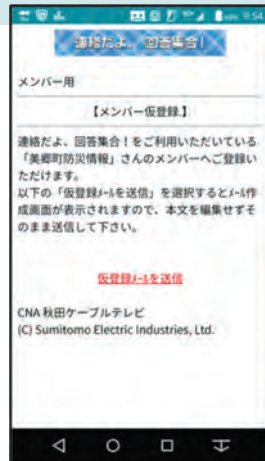 9:54
連絡だよ、回答集合！
メンバー用
【メンバー仮登録】
連絡だよ、回答集合！をご利用いただいている
「美郷町防災情報」さんのメンバーへご登録い
ただけます。
以下の「仮登録ﾒｰﾙを送信」を選択するとﾒｰﾙ作
成画面が表示されますので、本文を編集せずそ
のまま送信して下さい。
仮登録ﾒｰﾙを送信
CNA 秋田ケーブルテレビ
(C) Sumitomo Electric Industries, Ltd.